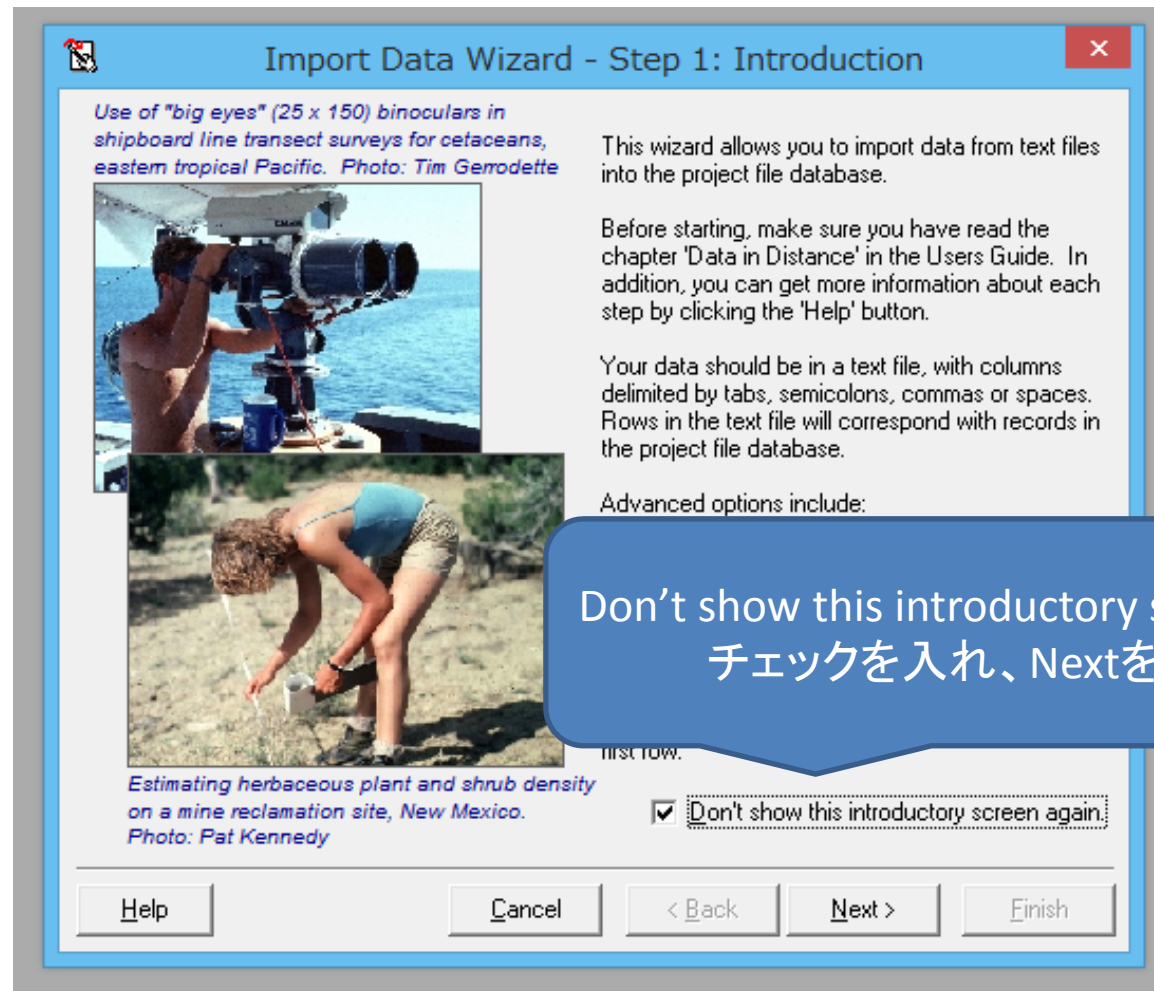 Import Data Wizard - Step 1: Introduction
Use of "big eyes" (25 x 150) binoculars in
shipboard line transect surveys for cetaceans,
eastern tropical Pacific. Photo: Tim Gerrodette
This wizard allows you to import data from text files
into the project file database.
Before starting, make sure you have read the
chapter 'Data in Distance' in the Users Guide. In
addition, you can get more information about each
step by clicking the 'Help' button.
Your data should be in a text file, with columns
delimited by tabs, semicolons, commas or spaces.
Rows in the text file will correspond with records in
the project file database.
Advanced options include:
Don't show this introductory
チェックを入れ、Nextを
first row.
Estimating herbaceous plant and shrub density
on a mine reclamation site, New Mexico.
Photo: Pat Kennedy
Don't show this introductory screen again.
Help
Cancel
< Back
Next >
Finish